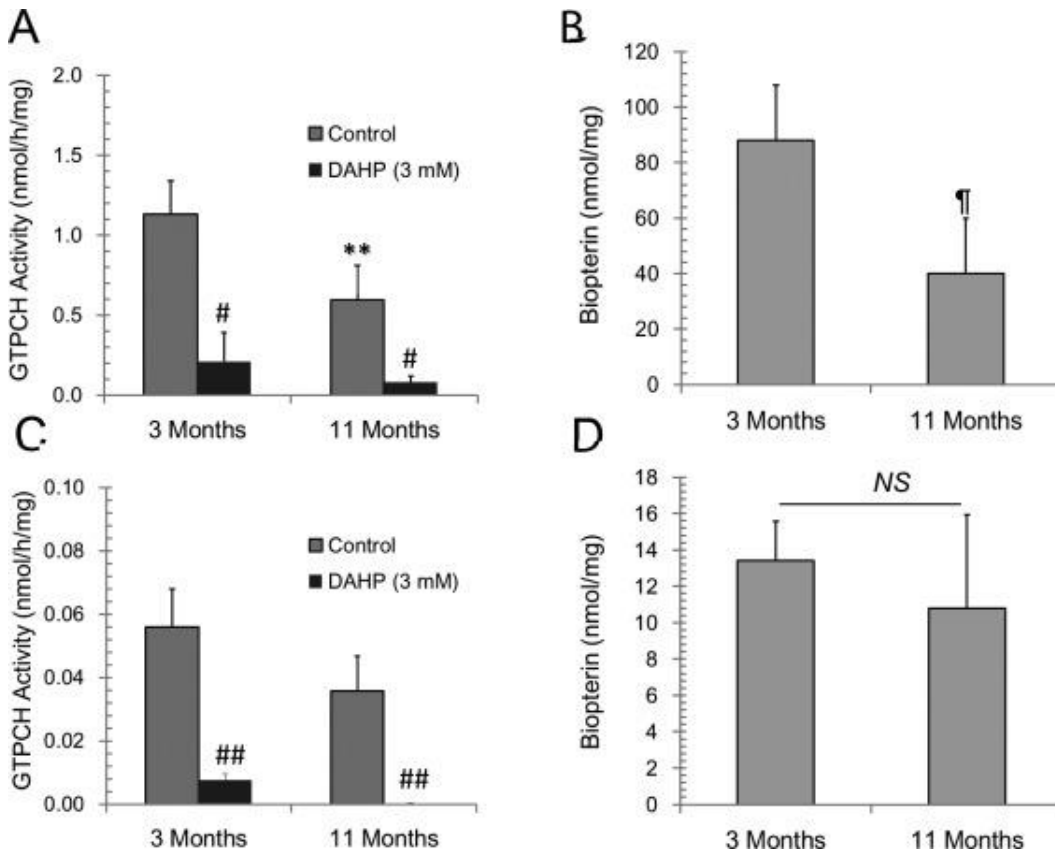 A
GTPCH Activity (nmol/h/mg)
2.0
1.5
1.0
0.5
0.0
Control
DAHP (3 mM)
#
**
#
3 Months
11 Months
B
Biopterin (nmol/mg)
120
100
80
60
40
20
0
¶
3 Months
11 Months
C
GTPCH Activity (nmol/h/mg)
0.10
0.08
0.06
0.04
0.02
0.00
Control
DAHP (3 mM)
##
##
3 Months
11 Months
D
Biopterin (nmol/mg)
18
16
14
12
10
8
6
4
2
0
NS
3 Months
11 Months